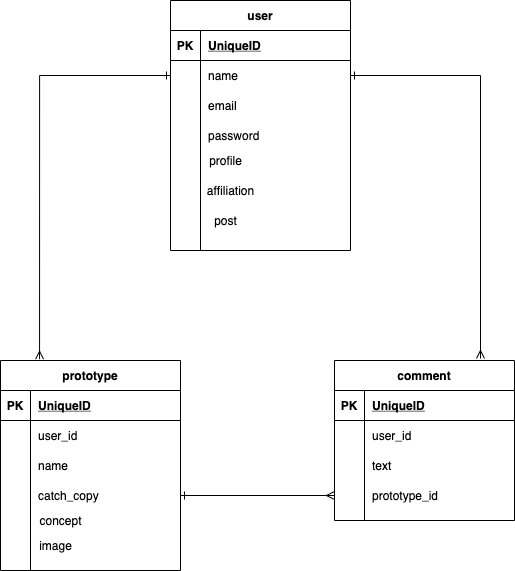 user
PK UniqueID
name
email
password
profile
affiliation
post
prototype
PK UniqueID
user_id
name
catch_copy
concept
image
comment
PK UniqueID
user_id
text
prototype_id